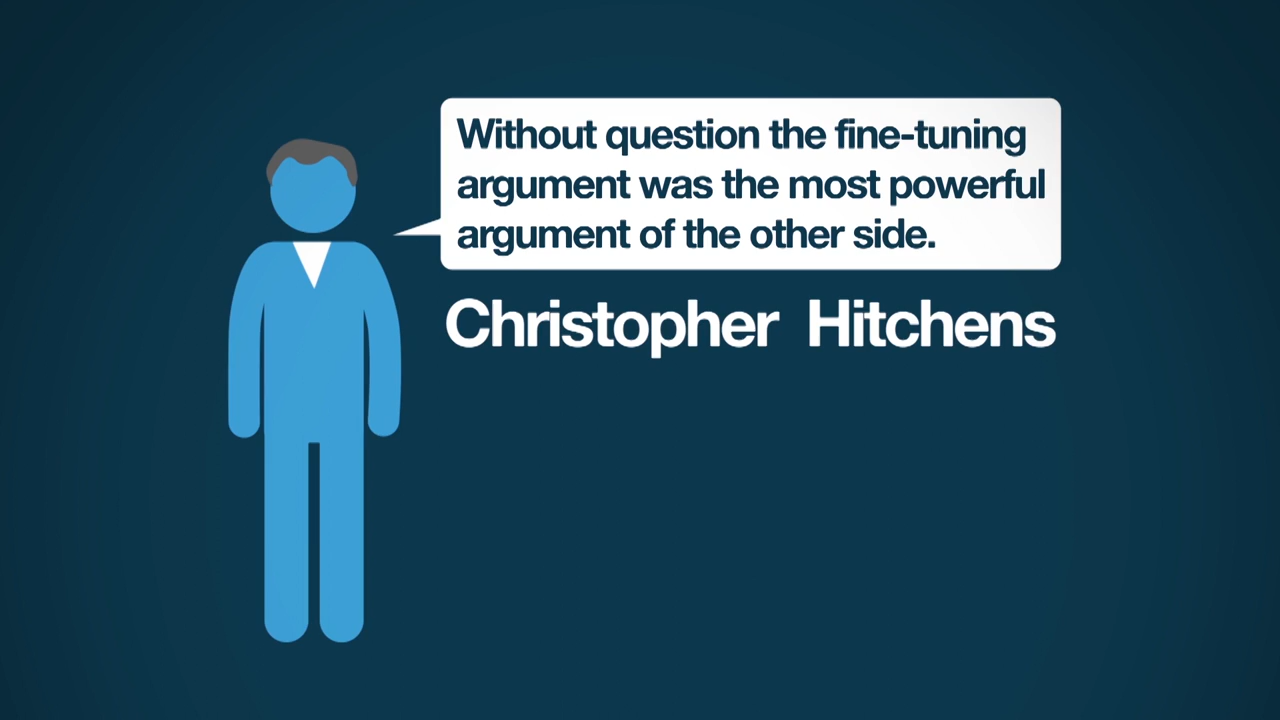 Without question the fine-tuning
argument was the most powerful
argument of the other side.
Christopher Hitchens